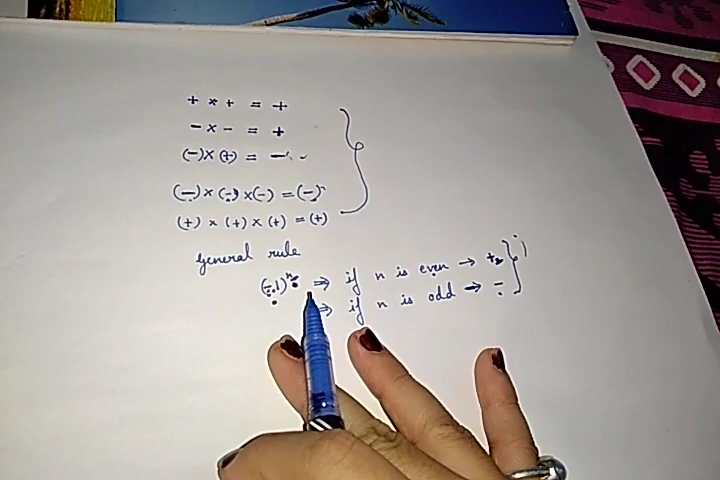 + × + = +
- × - = +
(-) × (+) = -
(-) × (-) × (-) = (-)
(+) × (+) × (+) = (+)
general rule
(-1)ⁿ ⇒ if n is even → +
⇒ if n is odd → -